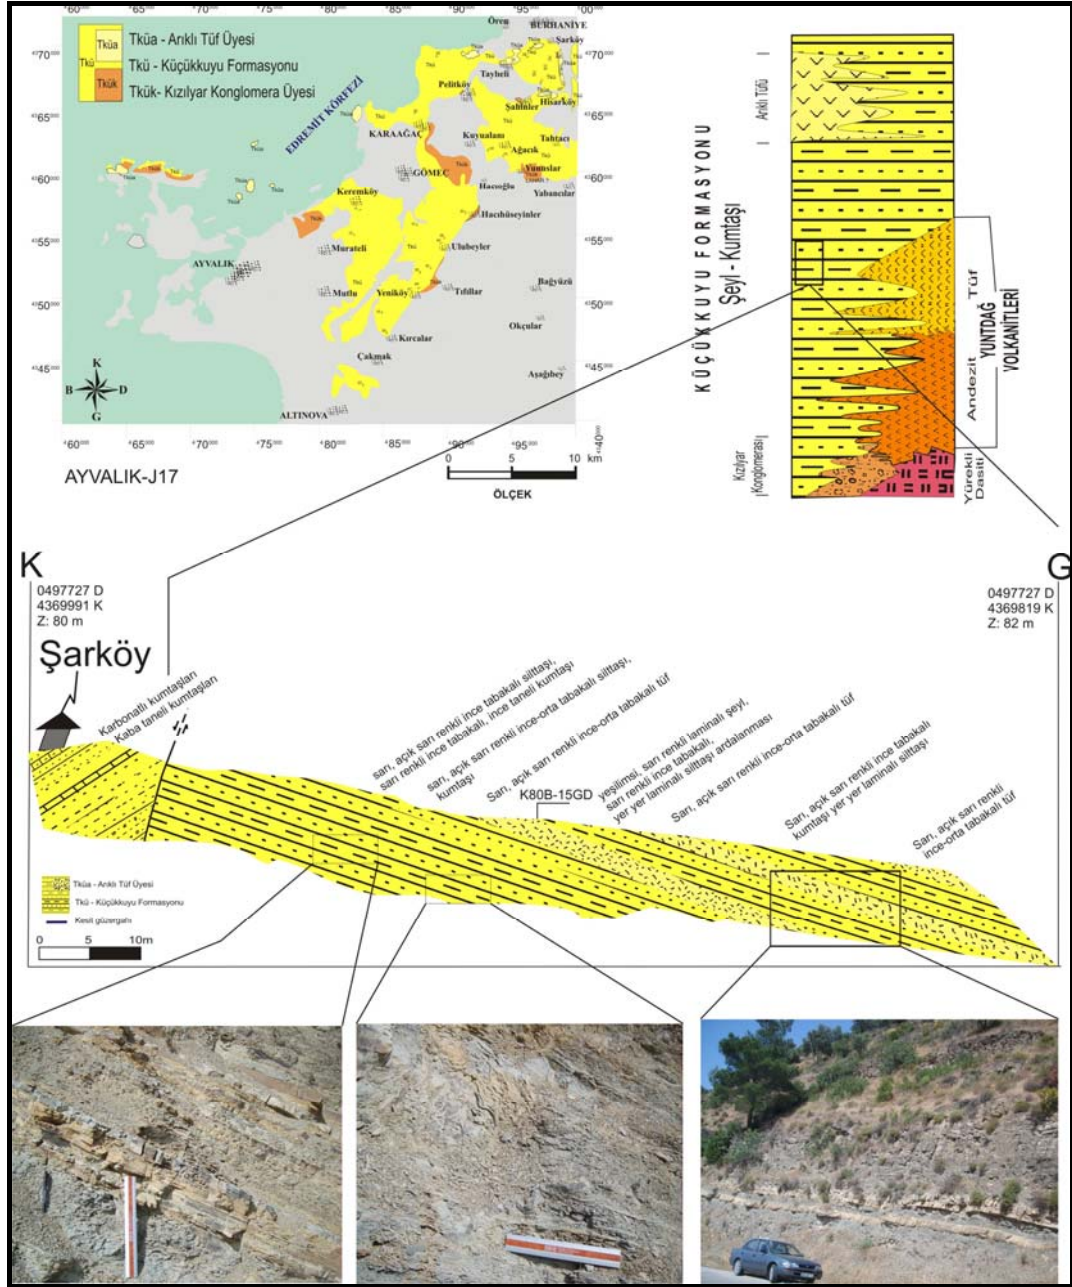 Tküa
Tkü
Tkük
Tküa - Arıklı Tüf Üyesi
Tkü - Küçükkuyu Formasyonu
Tkük- Kızılyar Konglomera Üyesi
EDREMİT KÖRFEZİ
Ören
BURHANİYE
Şarköy
Taybeli
Pelitköy
Şahinler
Hisarköy
KARAAĞAÇ
Kuyualanı
Tahtacı
Ağacık
GÖMEÇ
Yunuslar
Hacıoğlu
Yabancılar
Keremköy
Hacıhüseyinler
Murateli
Ulubeyler
AYVALIK
Mutlu
Yeniköy
Tıfıllar
Bağyüzü
Okçular
Kırcalar
Çakmak
Aşağıbey
ALTINOVA
K
B D
G
AYVALIK-J17
0 5 10 km
ÖLÇEK
KÜÇÜKKUYU FORMASYONU
Şeyl - Kumtaşı
Arıklı Tüfü
Kızılyar
Konglomerası
Tüf
Andezit
YUNTDAĞ
VOLKANİTLERİ
Yürekli
Dasiti
K
0497727 D
4369991 K
Z: 80 m
G
0497727 D
4369819 K
Z: 82 m
Şarköy
Karbonatlı kumtaşları
Kaba taneli kumtaşları
sarı, açık sarı renkli ince tabakalı silttaşı,
sarı renkli ince tabakalı, ince taneli kumtaşı
sarı, açık sarı renkli ince-orta tabakalı silttaşı,
kumtaşı
Sarı, açık sarı renkli ince-orta tabakalı tüf
K80B-15GD
yeşilimsi, sarı renkli laminalı şeyl,
sarı renkli ince tabakalı,
yer yer laminalı silttaşı ardalanması
Sarı, açık sarı renkli ince-orta tabakalı tüf
Sarı, açık sarı renkli ince tabakalı
kumtaşı yer yer laminalı silttaşı
Sarı, açık sarı renkli
ince-orta tabakalı tüf
Tküa - Arıklı Tüf Üyesi
Tkü - Küçükkuyu Formasyonu
Kesit güzergahı
0 5 10m